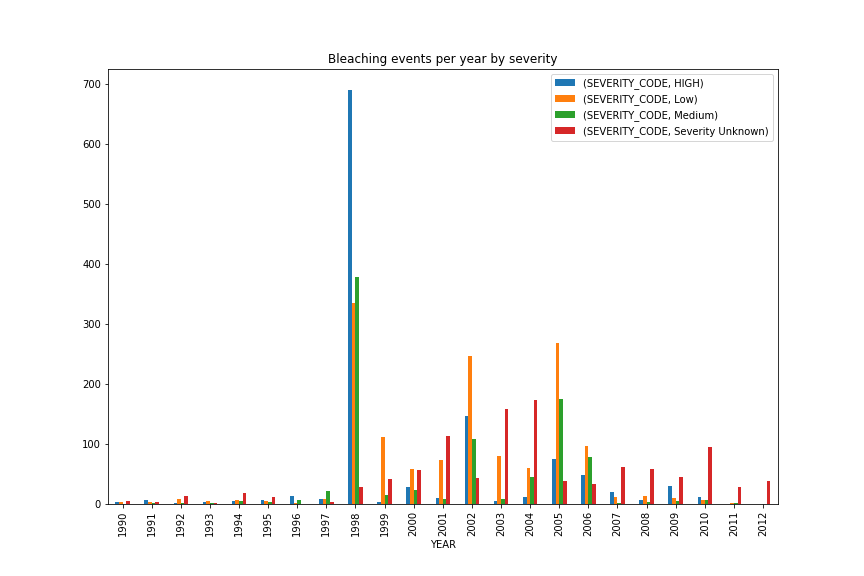 Bleaching events per year by severity
(SEVERITY_CODE, HIGH)
(SEVERITY_CODE, Low)
(SEVERITY_CODE, Medium)
(SEVERITY_CODE, Severity Unknown)
700
600
500
400
300
200
100
0
1990 1991 1992 1993 1994 1995 1996 1997 1998 1999 2000 2001 2002 2003 2004 2005 2006 2007 2008 2009 2010 2011 2012
YEAR